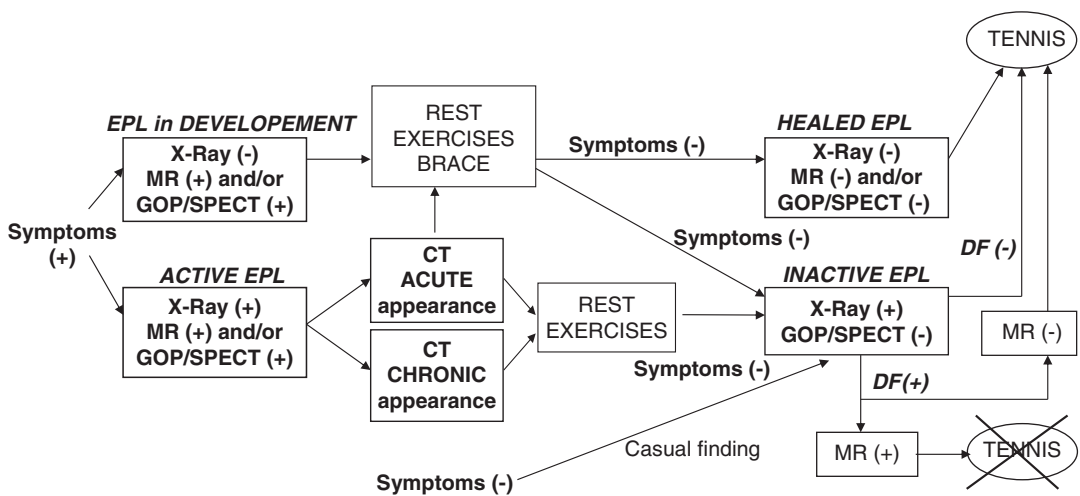 TENNIS
EPL in DEVELOPEMENT
X-Ray (-)
MR (+) and/or
GOP/SPECT (+)
REST
EXERCISES
BRACE
Symptoms (-)
HEALED EPL
X-Ray (-)
MR (-) and/or
GOP/SPECT (-)
Symptoms
(+)
Symptoms (-)
DF (-)
ACTIVE EPL
X-Ray (+)
MR (+) and/or
GOP/SPECT (+)
CT
ACUTE
appearance
CT
CHRONIC
appearance
REST
EXERCISES
Symptoms (-)
INACTIVE EPL
X-Ray (+)
GOP/SPECT (-)
MR (-)
DF(+)
MR (+)
TENNIS
Casual finding
Symptoms (-)